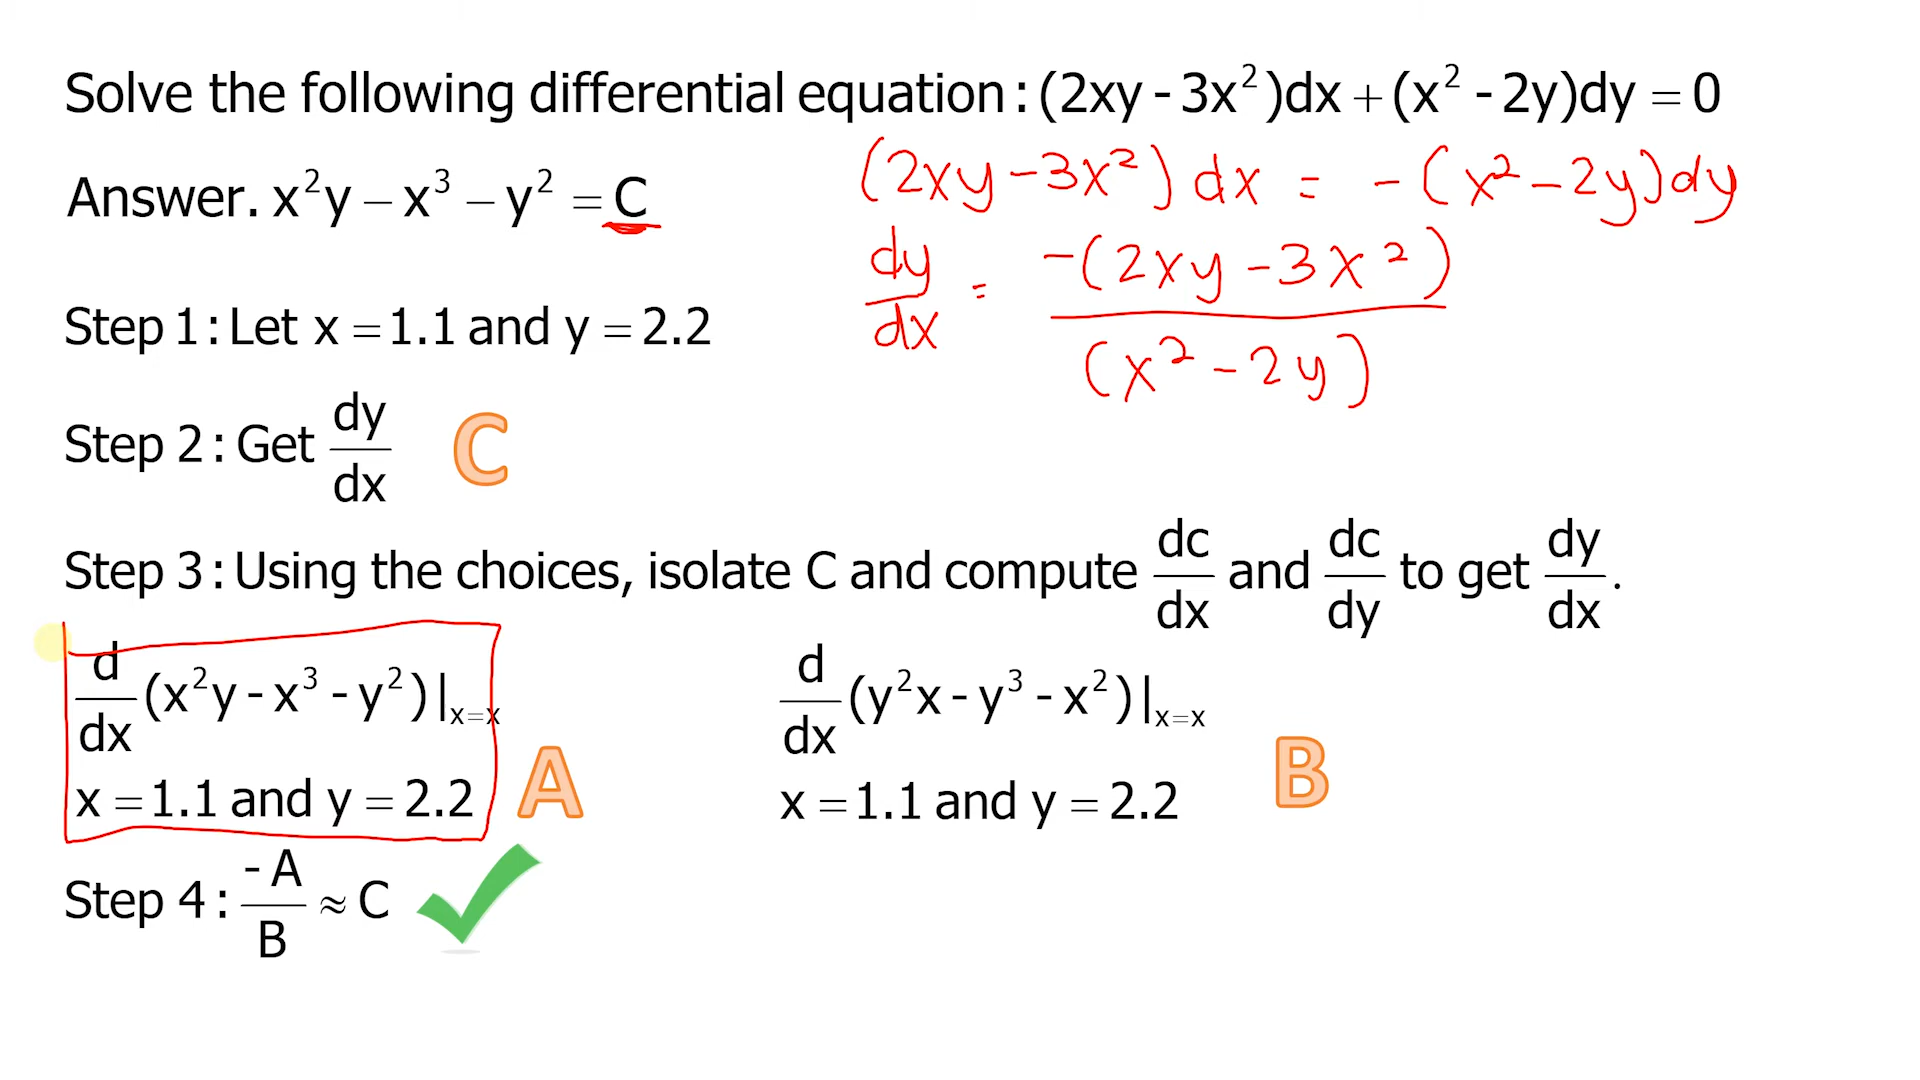 Solve the following differential equation : (2xy - 3x²)dx + (x² - 2y)dy = 0
Answer. x²y – x³ – y² = C
(2xy – 3x²) dx = - (x² – 2y) dy
dy/dx = -(2xy – 3x²)/(x² – 2y)
Step 1 : Let x = 1.1 and y = 2.2
Step 2 : Get dy/dx C
Step 3 : Using the choices, isolate C and compute dc/dx and dc/dy to get dy/dx.
d/dx (x²y - x³ - y²)|x=x
x = 1.1 and y = 2.2 A
d/dx (y²x - y³ - x²)|x=x
x = 1.1 and y = 2.2 B
Step 4 : -A/B ≈ C